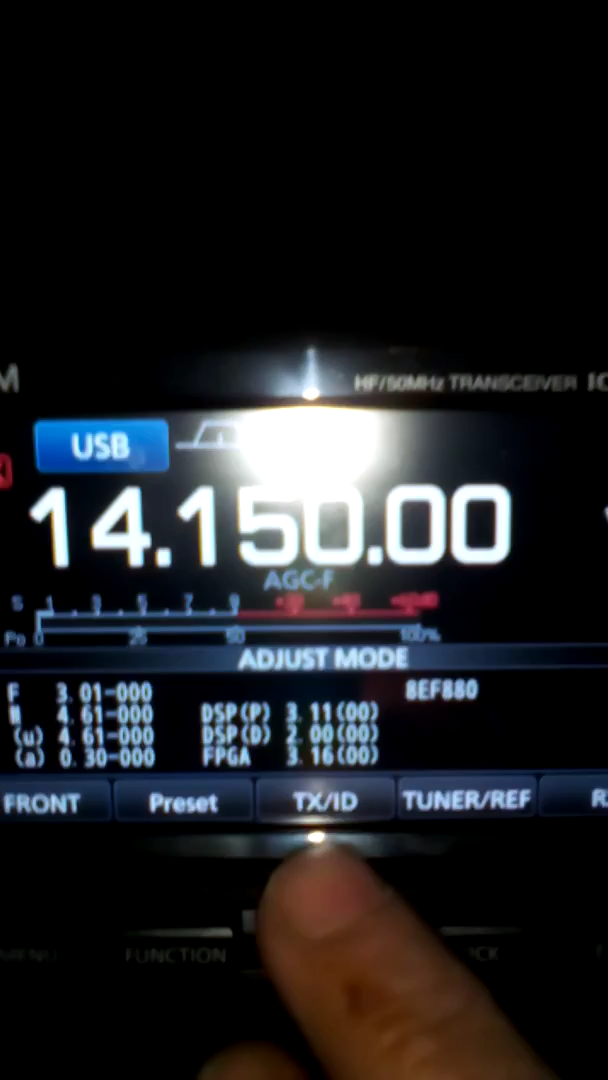 HF/50MHz TRANSCEIVER
USB
14.150.00
AGC-F
S 1 3 5 7 9
Po 0 25 50 100%
ADJUST MODE
F 3.01-000 8EF880
M 4.61-000 DSP(P) 3.11(00)
(u) 4.61-000 DSP(D) 2.00(00)
(a) 0.30-000 FPGA 3.16(00)
FRONT Preset TX/ID TUNER/REF R
MENU FUNCTION